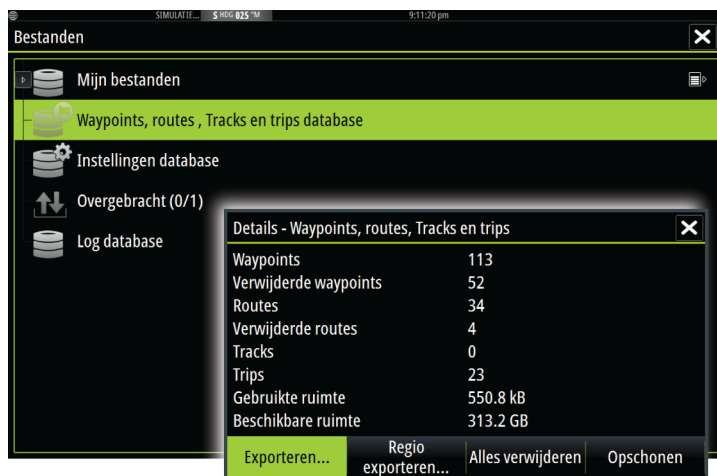 SIMULATIE... S HDG 025 °M 9:11:20 pm
Bestanden
Mijn bestanden
Waypoints, routes , Tracks en trips database
Instellingen database
Overgebracht (0/1)
Log database
Details - Waypoints, routes, Tracks en trips
Waypoints 113
Verwijderde waypoints 52
Routes 34
Verwijderde routes 4
Tracks 0
Trips 23
Gebruikte ruimte 550.8 kB
Beschikbare ruimte 313.2 GB
Exporteren...
Regio
exporteren...
Alles verwijderen
Opschonen